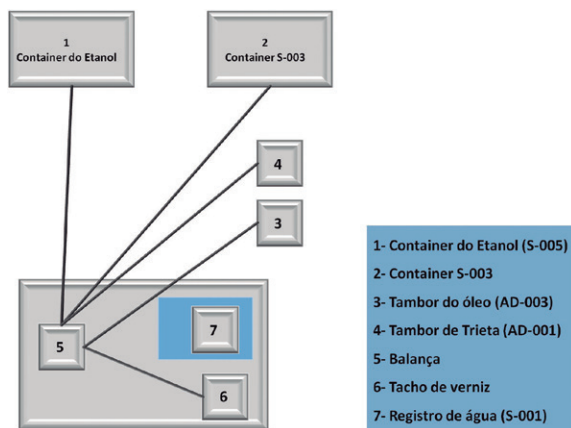 1
Container do Etanol
2
Container S-003
4
3
5
7
6
1- Container do Etanol (S-005)
2- Container S-003
3- Tambor do óleo (AD-003)
4- Tambor de Trieta (AD-001)
5- Balança
6- Tacho de verniz
7- Registro de água (S-001)